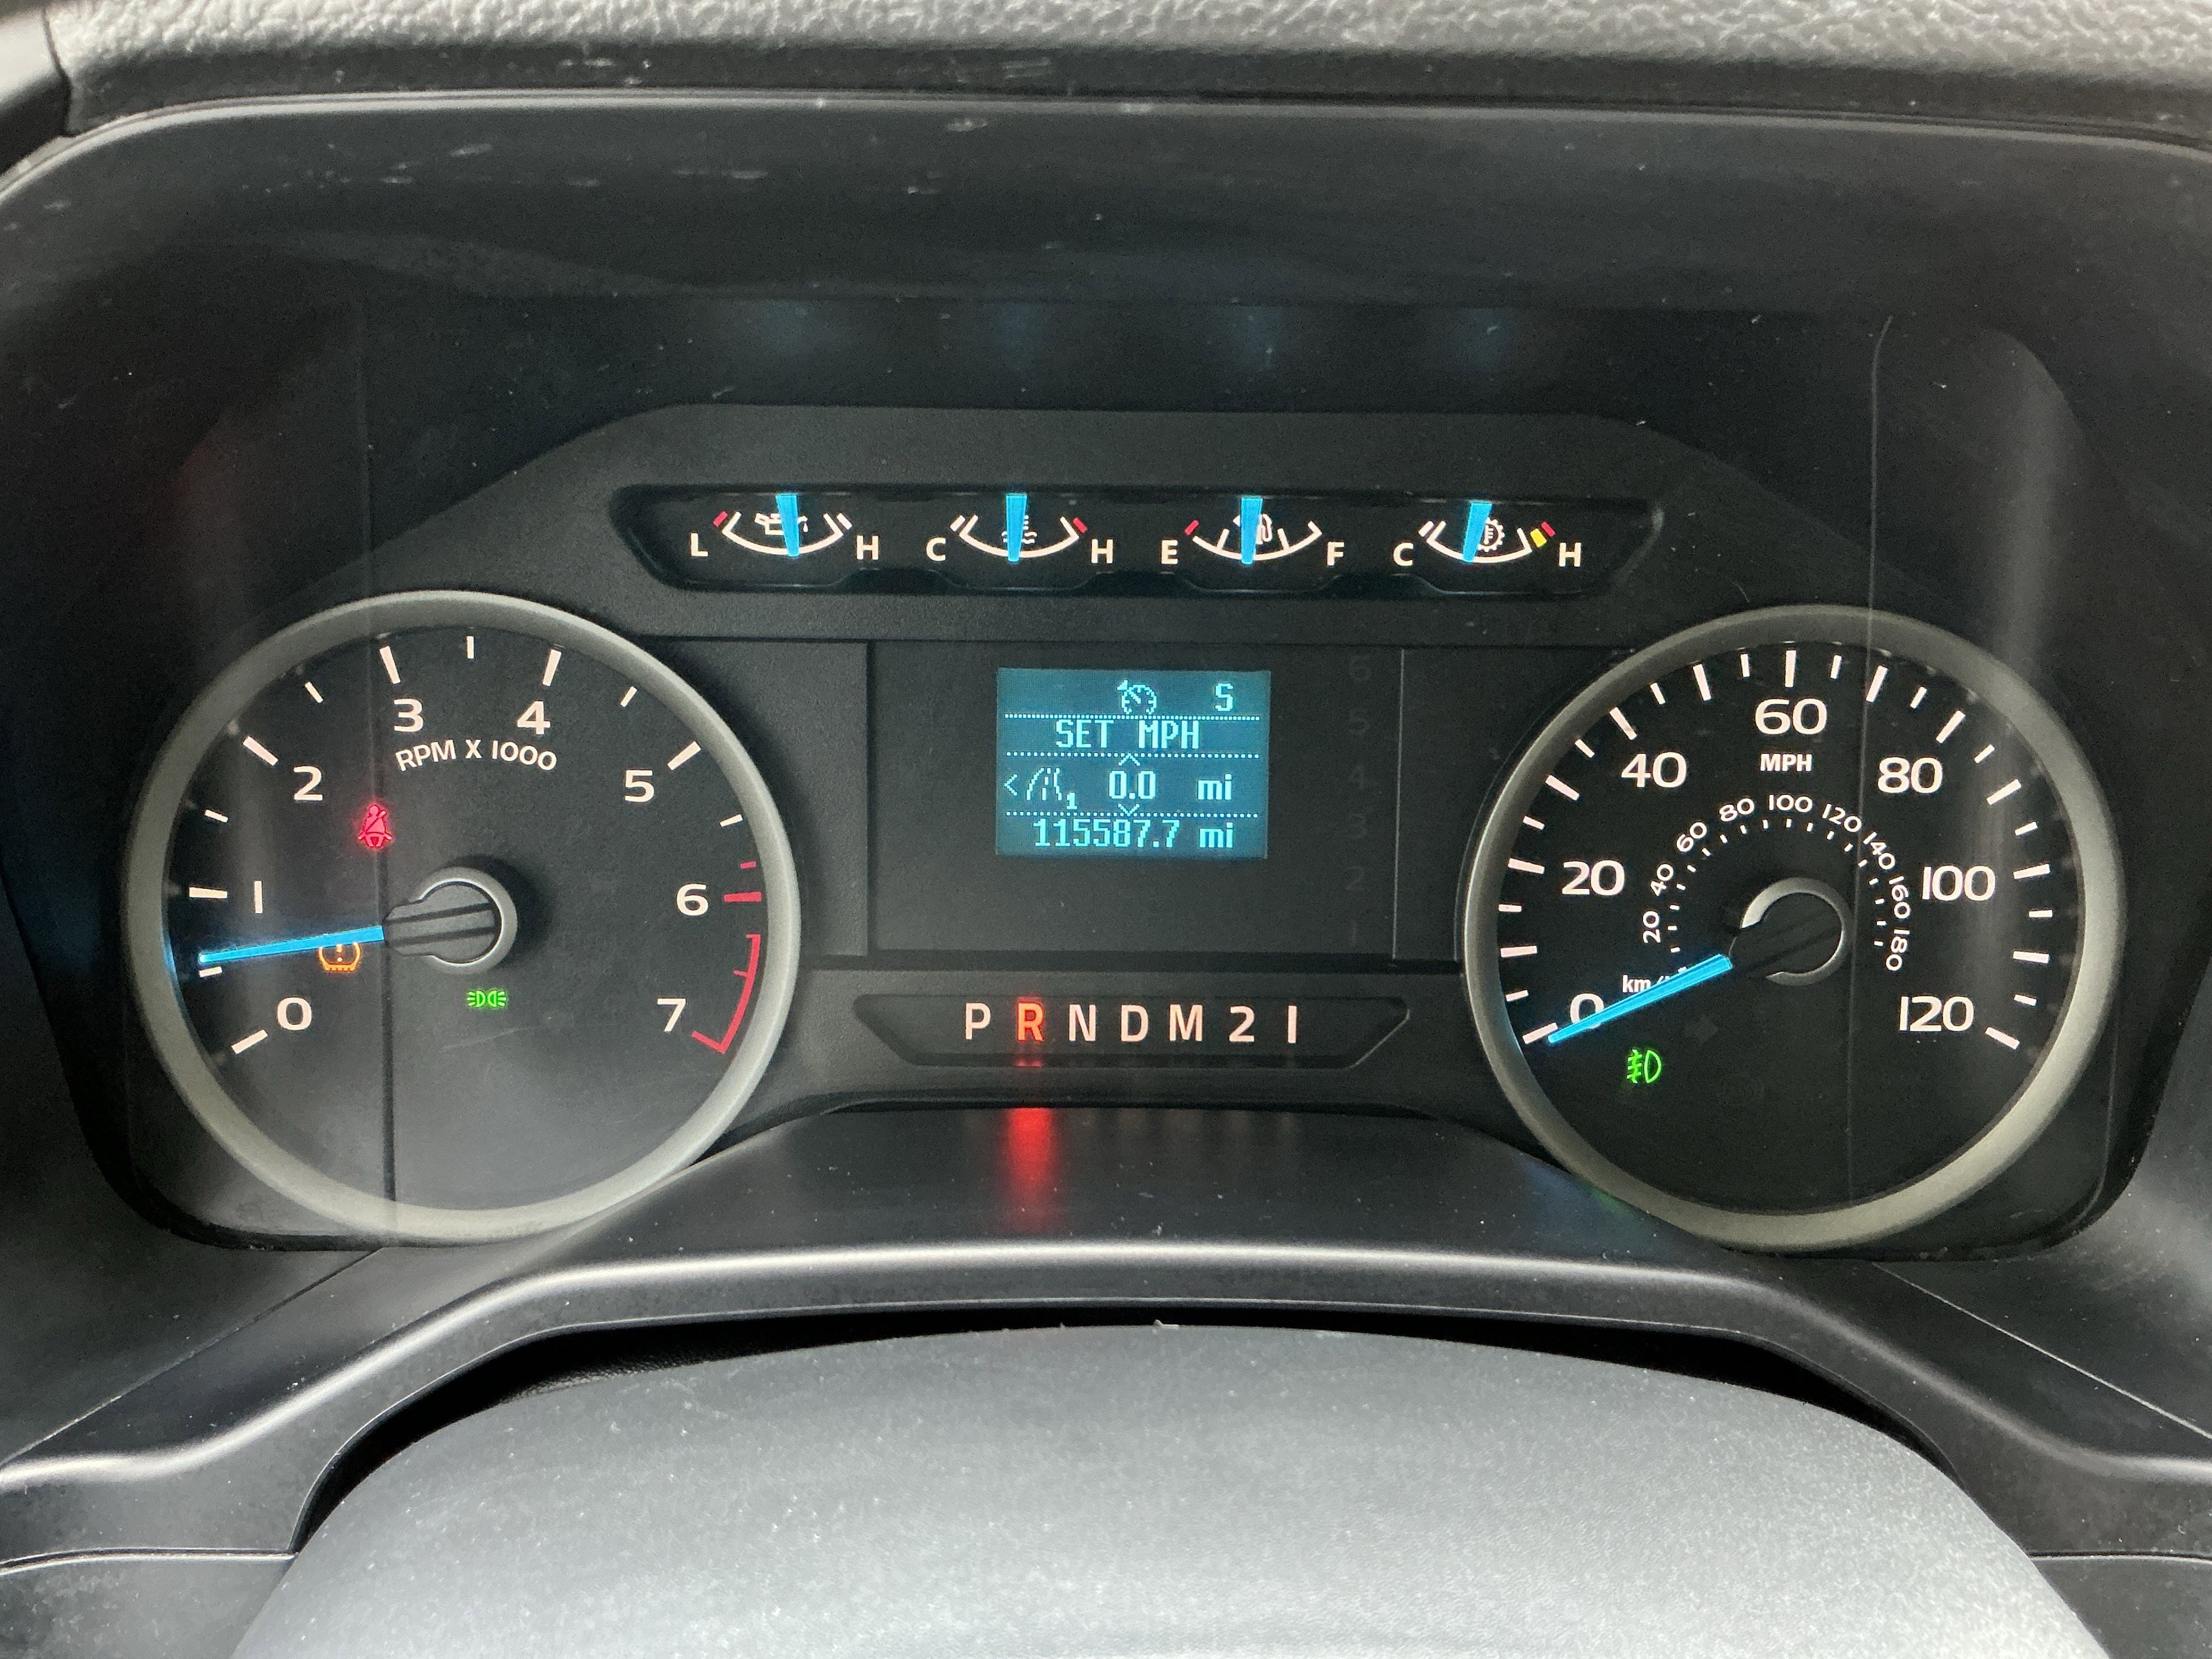 L H C H E F C H
0 1 2 3 4 5 6 7
RPM X 1000
S
SET MPH
1 0.0 mi
115587.7 mi
P R N D M 2 1
0 20 40 60 80 100 120
MPH
20 40 60 80 100 120 140 160 180